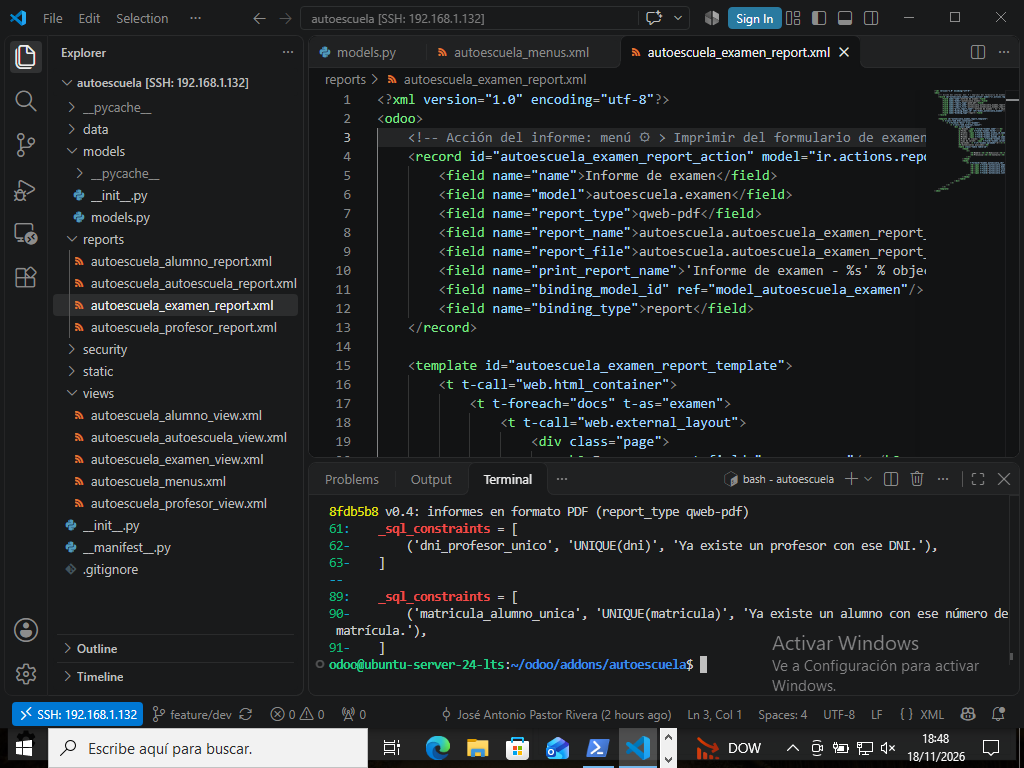 File Edit Selection ··· autoescuela [SSH: 192.168.1.132] Sign In
Explorer
autoescuela [SSH: 192.168.1.132]
__pycache__
data
models
__pycache__
__init__.py
models.py
reports
autoescuela_alumno_report.xml
autoescuela_autoescuela_report.xml
autoescuela_examen_report.xml
autoescuela_profesor_report.xml
security
static
views
autoescuela_alumno_view.xml
autoescuela_autoescuela_view.xml
autoescuela_examen_view.xml
autoescuela_menus.xml
autoescuela_profesor_view.xml
__init__.py
__manifest__.py
.gitignore
Outline
Timeline
models.py autoescuela_menus.xml autoescuela_examen_report.xml
reports > autoescuela_examen_report.xml
1 <?xml version="1.0" encoding="utf-8"?>
2 <odoo>
3 <!-- Acción del informe: menú ⚙ > Imprimir del formulario de examen
4 <record id="autoescuela_examen_report_action" model="ir.actions.repo
5 <field name="name">Informe de examen</field>
6 <field name="model">autoescuela.examen</field>
7 <field name="report_type">qweb-pdf</field>
8 <field name="report_name">autoescuela.autoescuela_examen_report_
9 <field name="report_file">autoescuela.autoescuela_examen_report_
10 <field name="print_report_name">'Informe de examen - %s' % objec
11 <field name="binding_model_id" ref="model_autoescuela_examen"/>
12 <field name="binding_type">report</field>
13 </record>
14
15 <template id="autoescuela_examen_report_template">
16 <t t-call="web.html_container">
17 <t t-foreach="docs" t-as="examen">
18 <t t-call="web.external_layout">
19 <div class="page">
Problems Output Terminal ··· bash - autoescuela
8fdb5b8 v0.4: informes en formato PDF (report_type qweb-pdf)
61: _sql_constraints = [
62- ('dni_profesor_unico', 'UNIQUE(dni)', 'Ya existe un profesor con ese DNI.'),
63- ]
--
89: _sql_constraints = [
90- ('matricula_alumno_unica', 'UNIQUE(matricula)', 'Ya existe un alumno con ese número de
matrícula.'),
91- ]
odoo@ubuntu-server-24-lts:~/odoo/addons/autoescuela$
Activar Windows
Ve a Configuración para activar
Windows.
SSH: 192.168.1.132 feature/dev 0 0 0 José Antonio Pastor Rivera (2 hours ago) Ln 3, Col 1 Spaces: 4 UTF-8 LF {} XML
Escribe aquí para buscar. DOW 18:48
18/11/2026